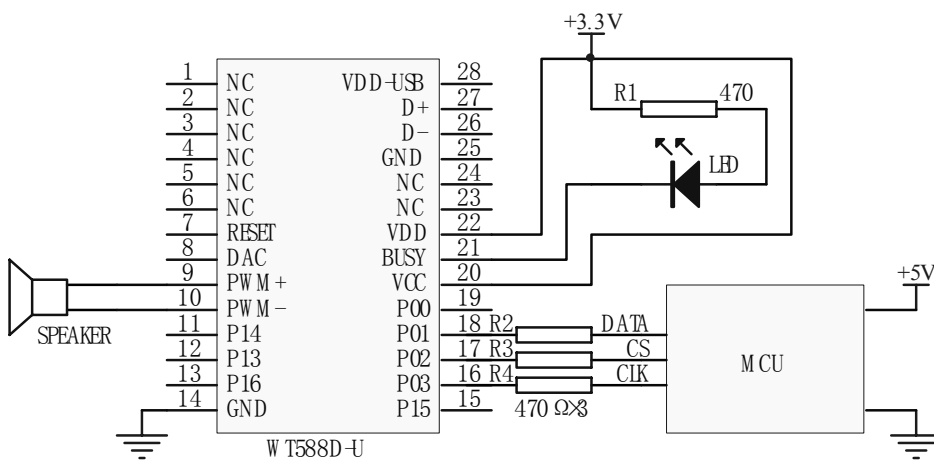 +3.3V
1 NC VDD-USB 28
2 NC D+ 27
3 NC D- 26
4 NC GND 25
5 NC NC 24
6 NC NC 23
7 RESET VDD 22
8 DAC BUSY 21
9 PWM+ VCC 20
10 PWM- P00 19
11 P14 P01 18
12 P13 P02 17
13 P16 P03 16
14 GND P15 15
WT588D-U
SPEAKER
R1 470
LED
R2 DATA
R3 CS
R4 CLK
470 Ω×3
MCU
+5V